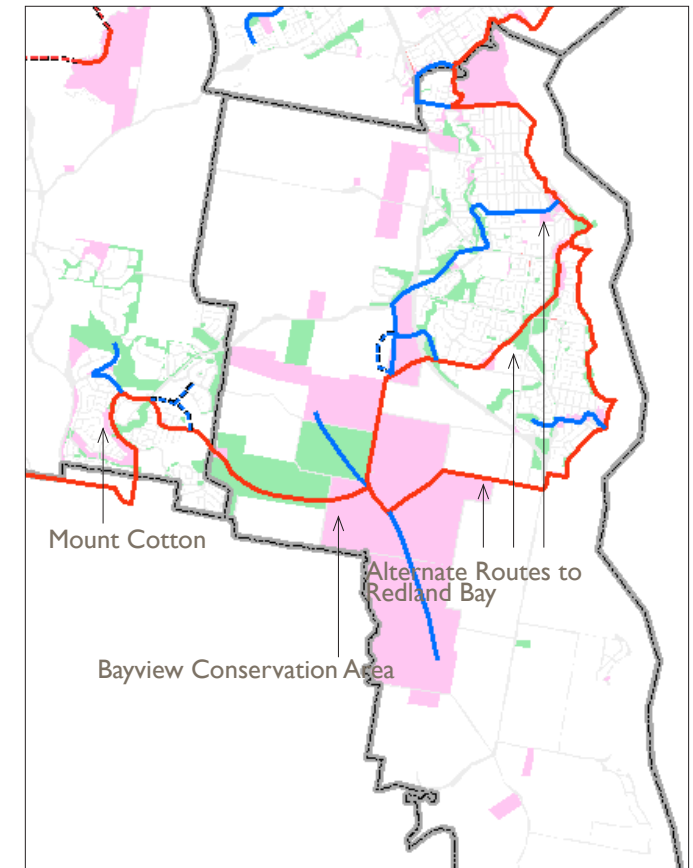 Mount Cotton
Alternate Routes to
Redland Bay
Bayview Conservation Area